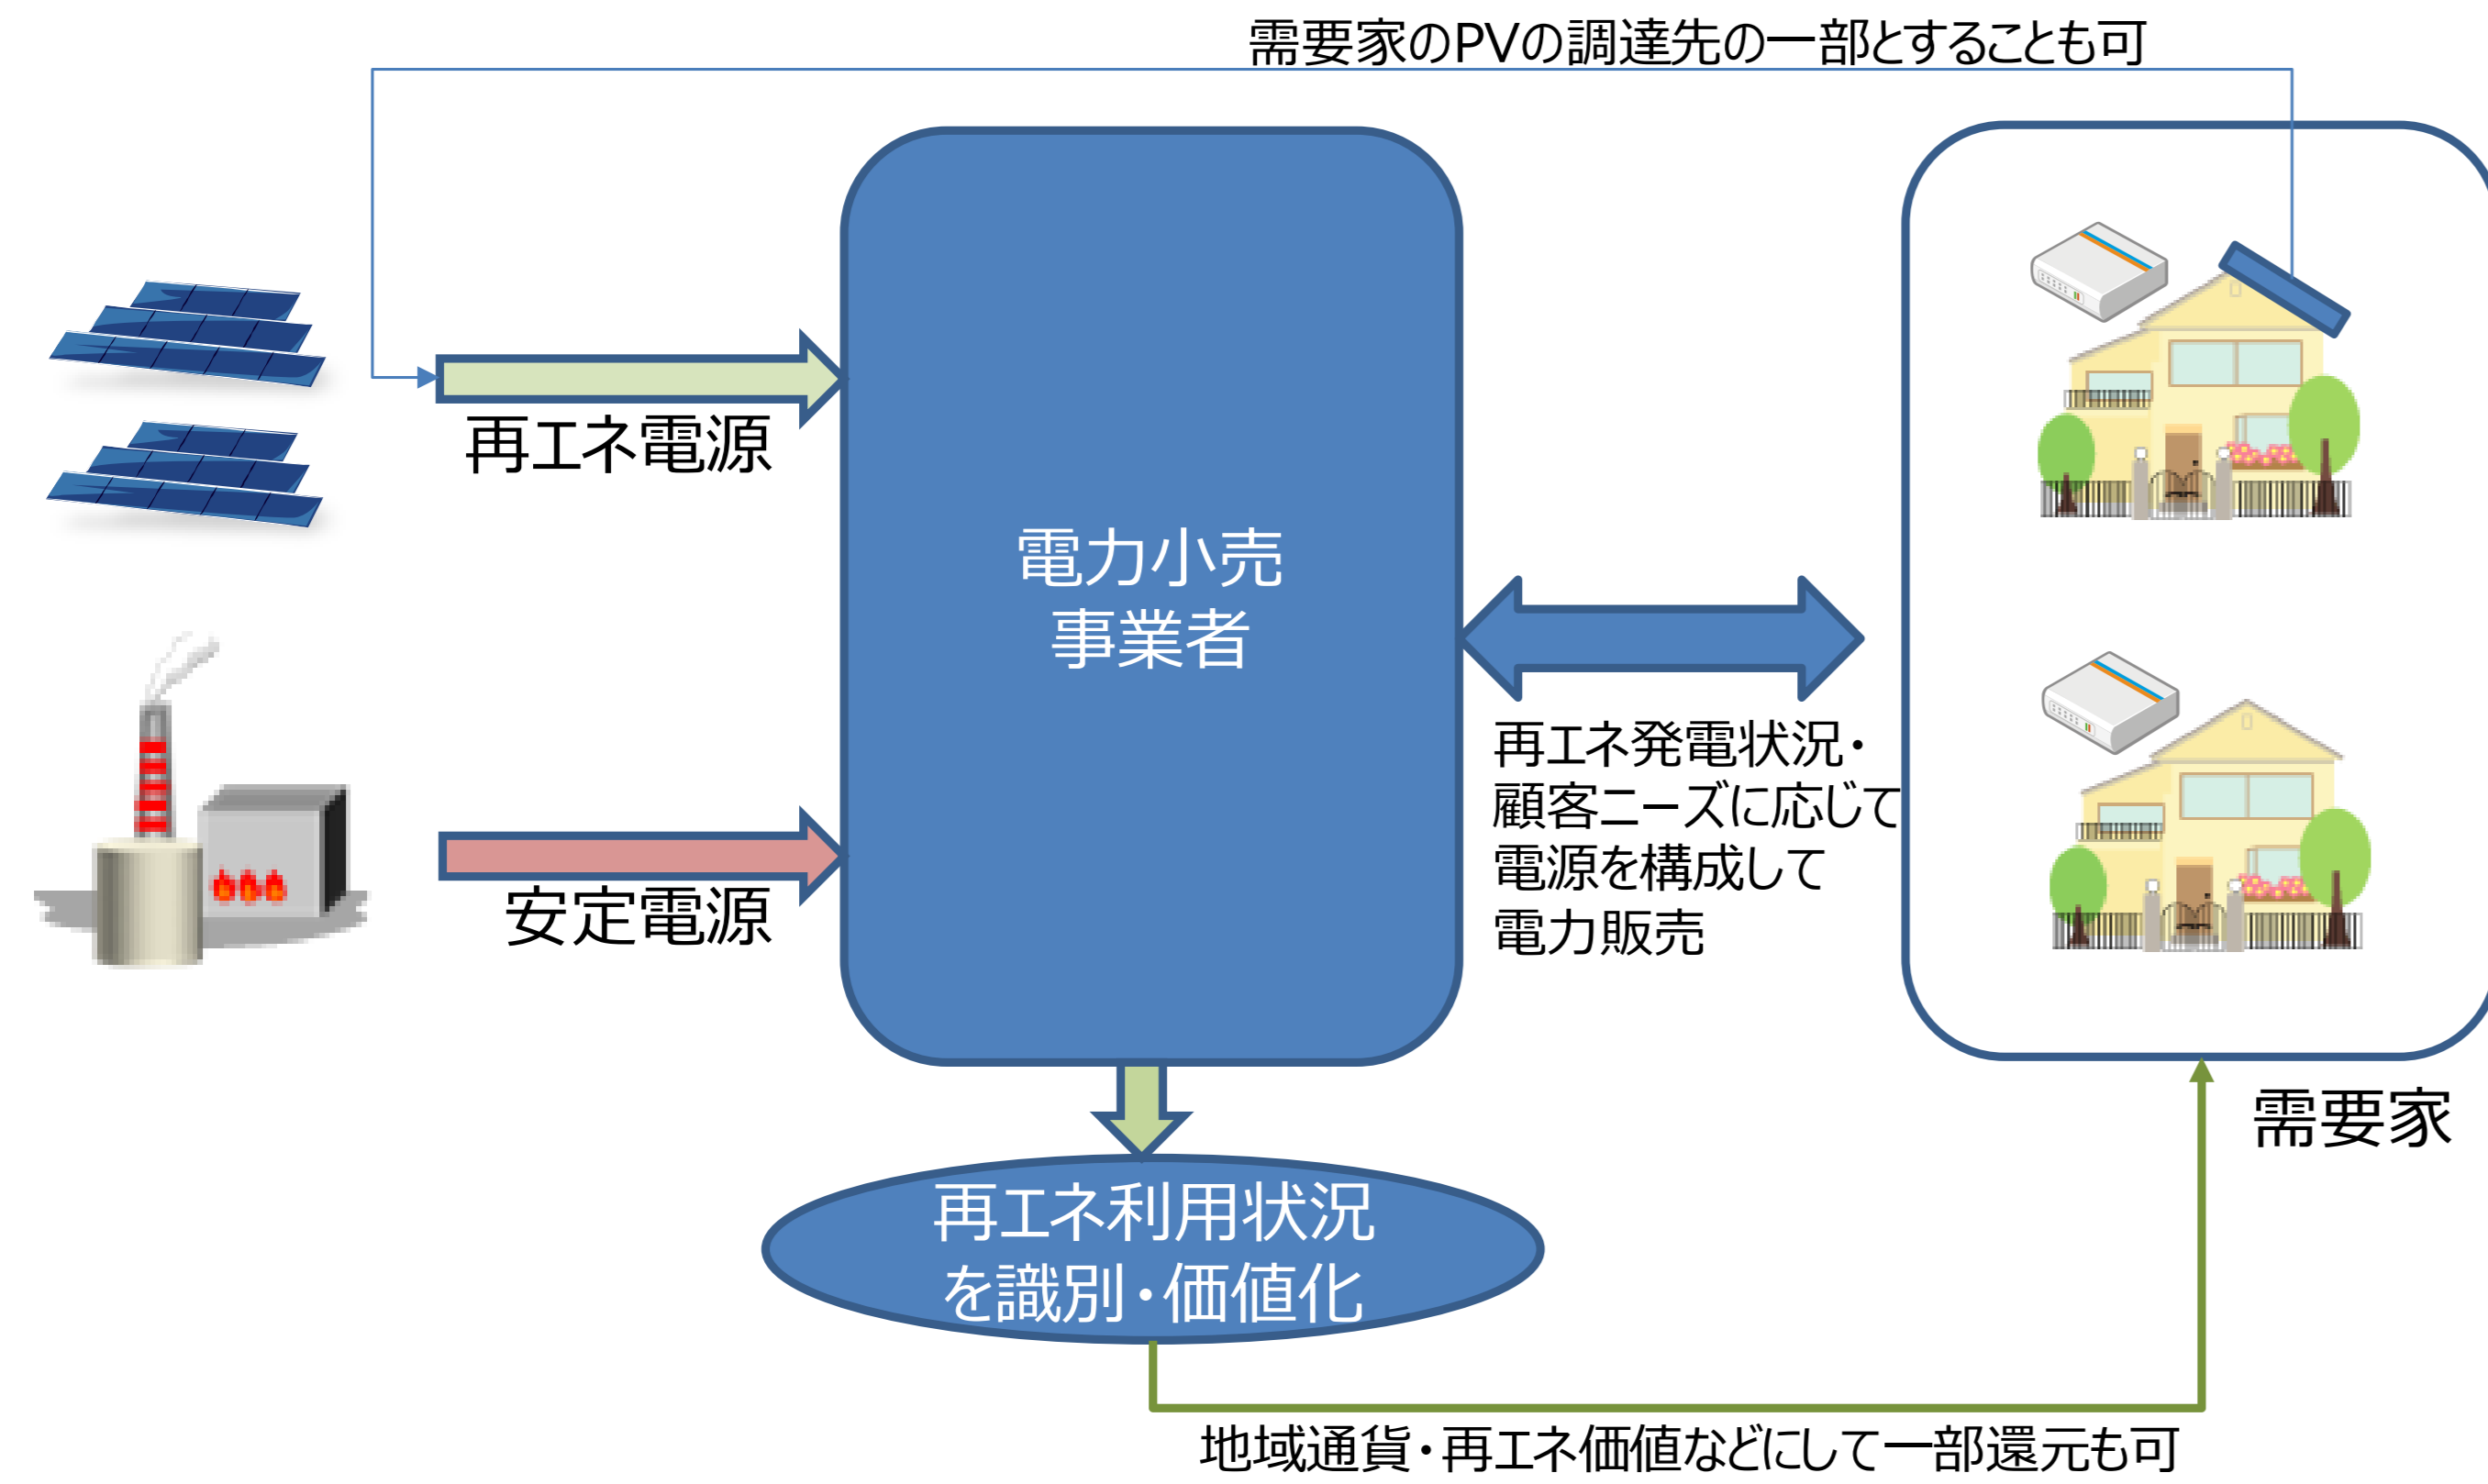 需要家のPVの調達先の一部とすることも可
再エネ電源
電力小売
事業者
再エネ発電状況・
顧客ニーズに応じて
電源を構成して
電力販売
安定電源
需要家
再エネ利用状況
を識別・価値化
地域通貨・再エネ価値などにして一部還元も可